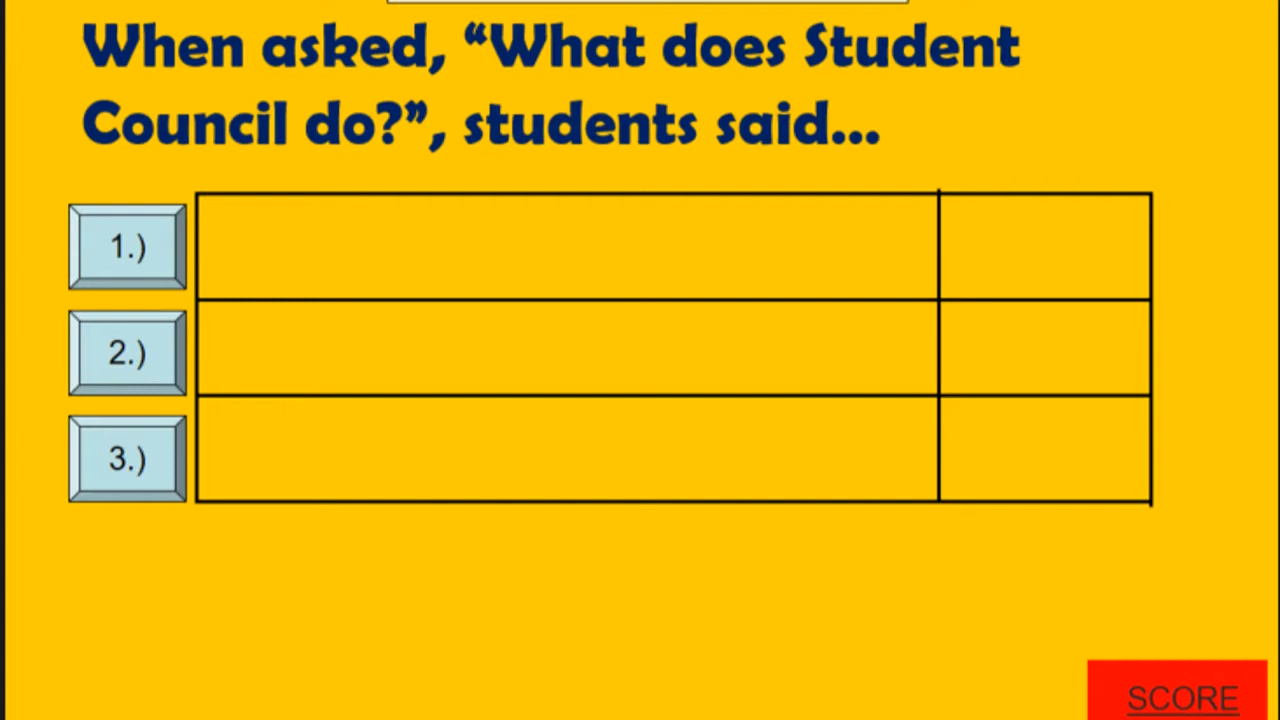 When asked, “What does Student
Council do?”, students said...
1.)
2.)
3.)
SCORE